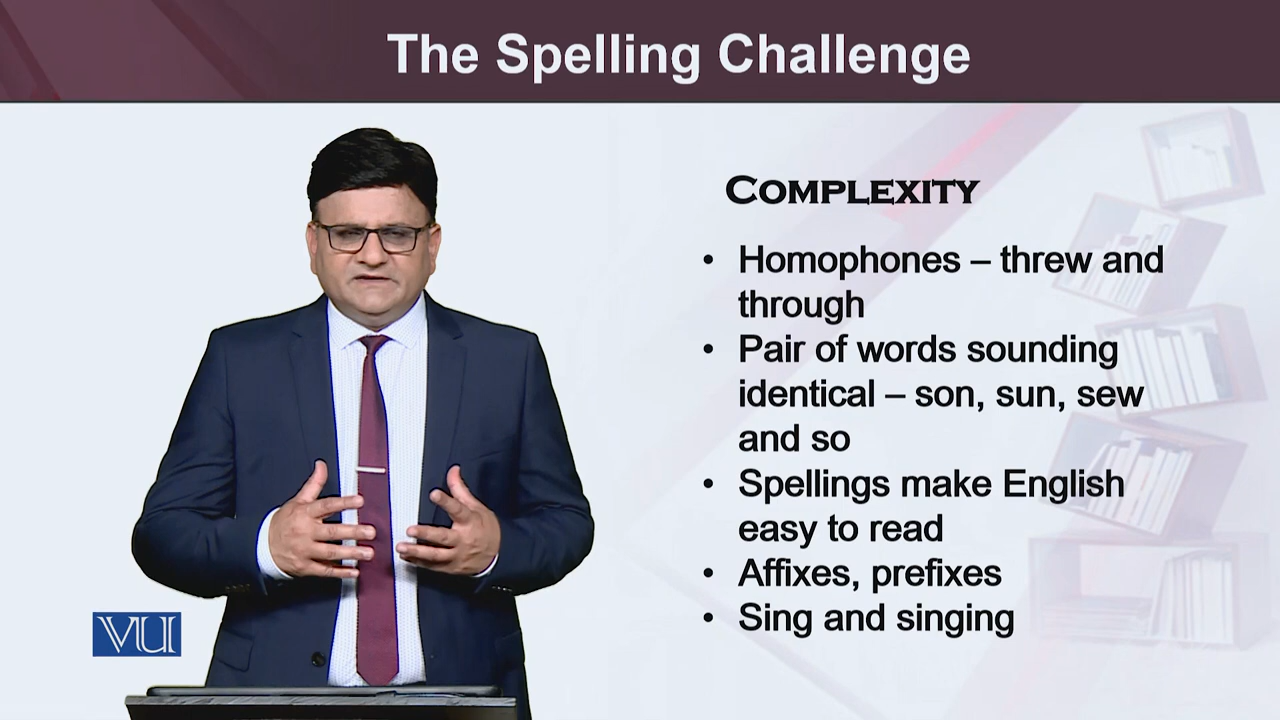 The Spelling Challenge
COMPLEXITY
• Homophones – threw and
through
• Pair of words sounding
identical – son, sun, sew
and so
• Spellings make English
easy to read
• Affixes, prefixes
• Sing and singing
VU